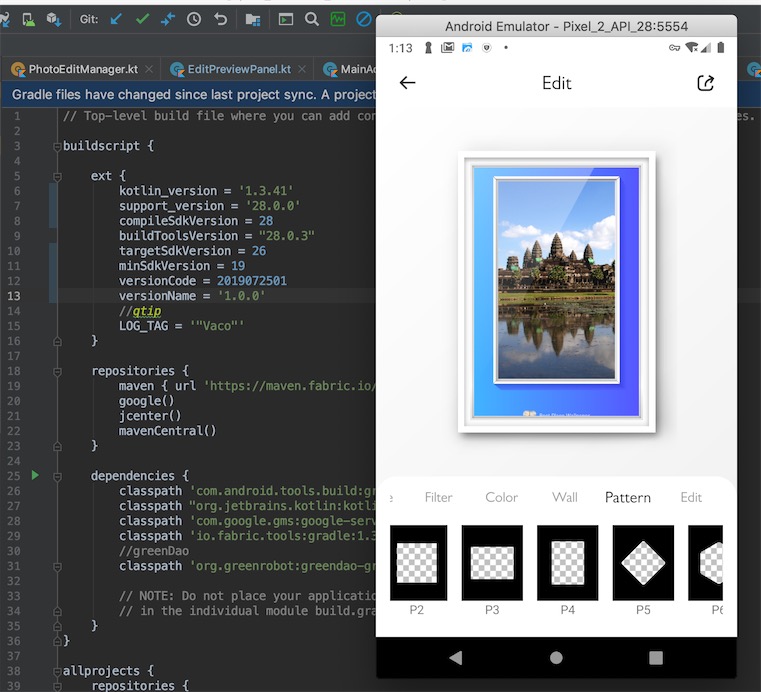 Git:
Android Emulator - Pixel_2_API_28:5554
PhotoEditManager.kt
EditPreviewPanel.kt
Gradle files have changed since last project sync. A project
1 // Top-level build file where you can add es.
2
3 buildscript {
4
5 ext {
6 kotlin_version = '1.3.41'
7 support_version = '28.0.0'
8 compileSdkVersion = 28
9 buildToolsVersion = "28.0.3"
10 targetSdkVersion = 26
11 minSdkVersion = 19
12 versionCode = 2019072501
13 versionName = '1.0.0'
14 //qtip
15 LOG_TAG = '"Vaco"'
16 }
17
18 repositories {
19 maven { url 'https://maven.fabric.io/
20 google()
21 jcenter()
22 mavenCentral()
23 }
24
25 dependencies {
26 classpath 'com.android.tools.build:gr
27 classpath "org.jetbrains.kotlin:kotli
28 classpath 'com.google.gms:google-serv
29 classpath 'io.fabric.tools:gradle:1.3
30 //greenDao
31 classpath 'org.greenrobot:greendao-gr
32
33 // NOTE: Do not place your application
34 // in the individual module build.gra
35 }
36 }
37
38 allprojects {
39 repositories {
1:13
Edit
Filter Color Wall Pattern Edit
P2 P3 P4 P5 P6